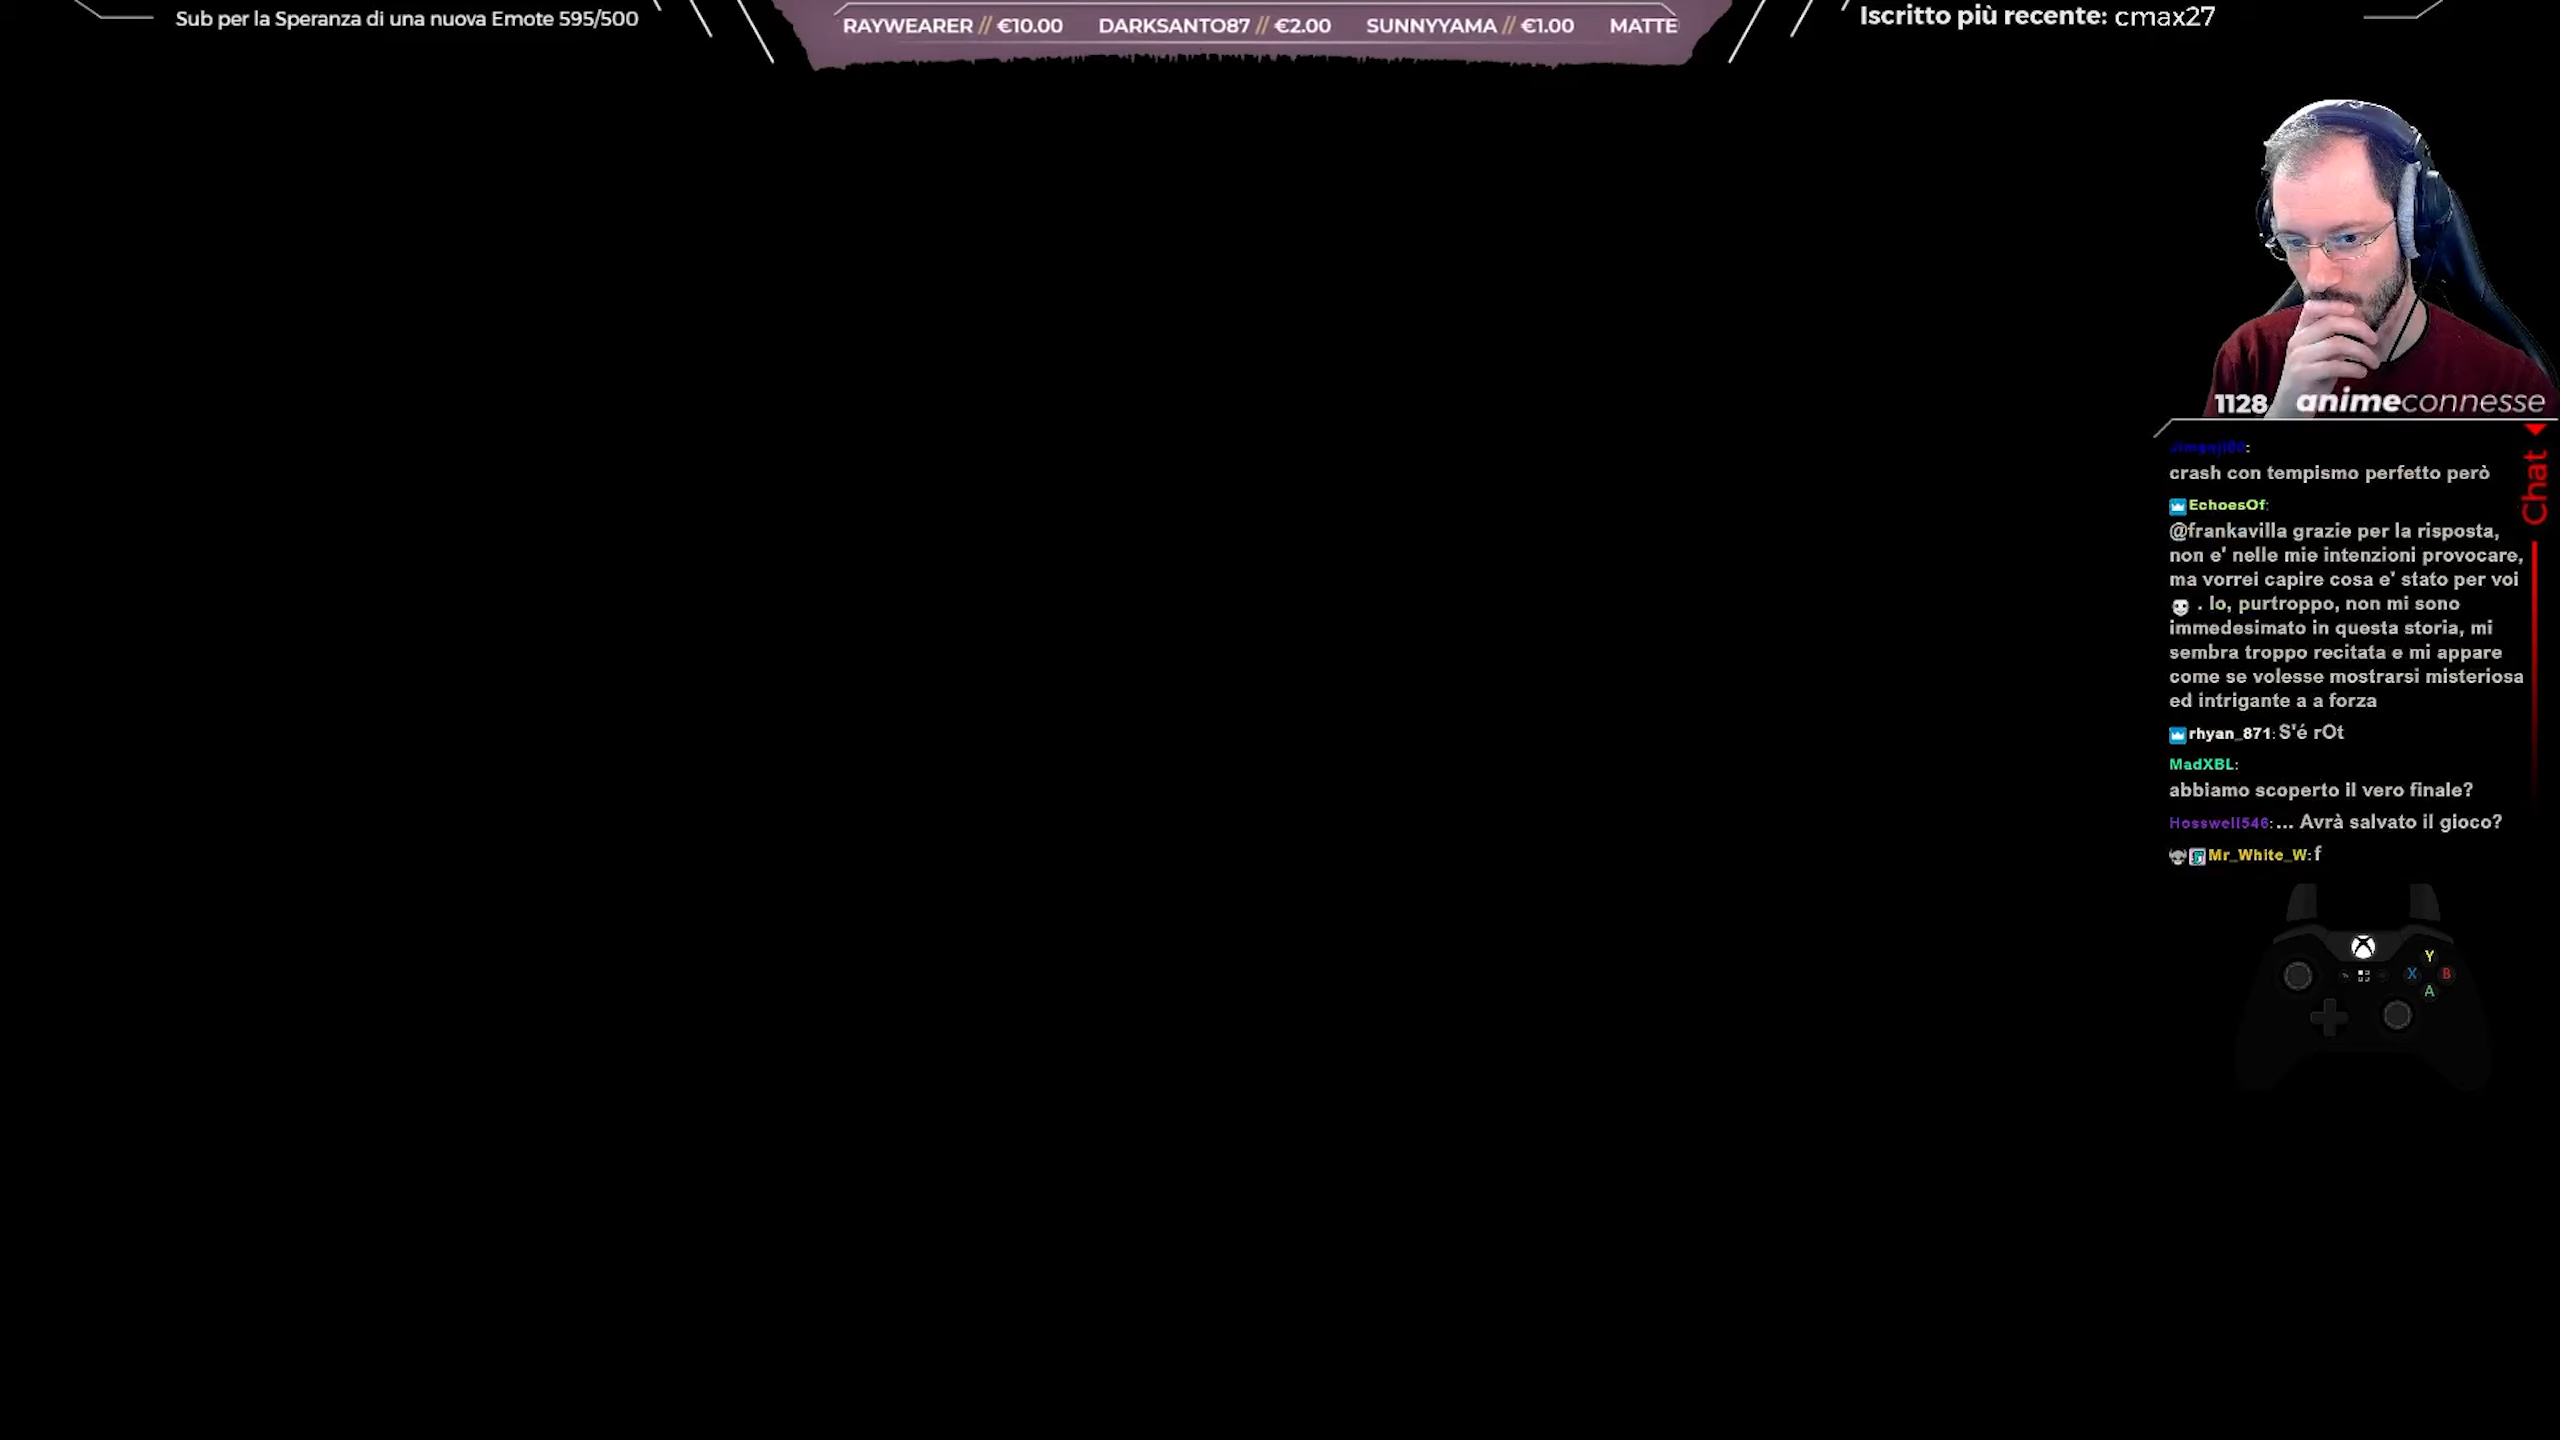 Sub per la Speranza di una nuova Emote 595/500
RAYWEARER // €10.00 DARKSANTO87 // €2.00 SUNNYYAMA // €1.00 MATTE
Iscritto più recente: cmax27
1128 animeconnesse
Chat
crash con tempismo perfetto però
EchoesOf:
@frankavilla grazie per la risposta,
non e' nelle mie intenzioni provocare,
ma vorrei capire cosa e' stato per voi
. Io, purtroppo, non mi sono
immedesimato in questa storia, mi
sembra troppo recitata e mi appare
come se volesse mostrarsi misteriosa
ed intrigante a a forza
rhyan_871: S'é rOt
MadXBL:
abbiamo scoperto il vero finale?
Hosswell546: ... Avrà salvato il gioco?
Mr_White_W: f
Y
X B
A